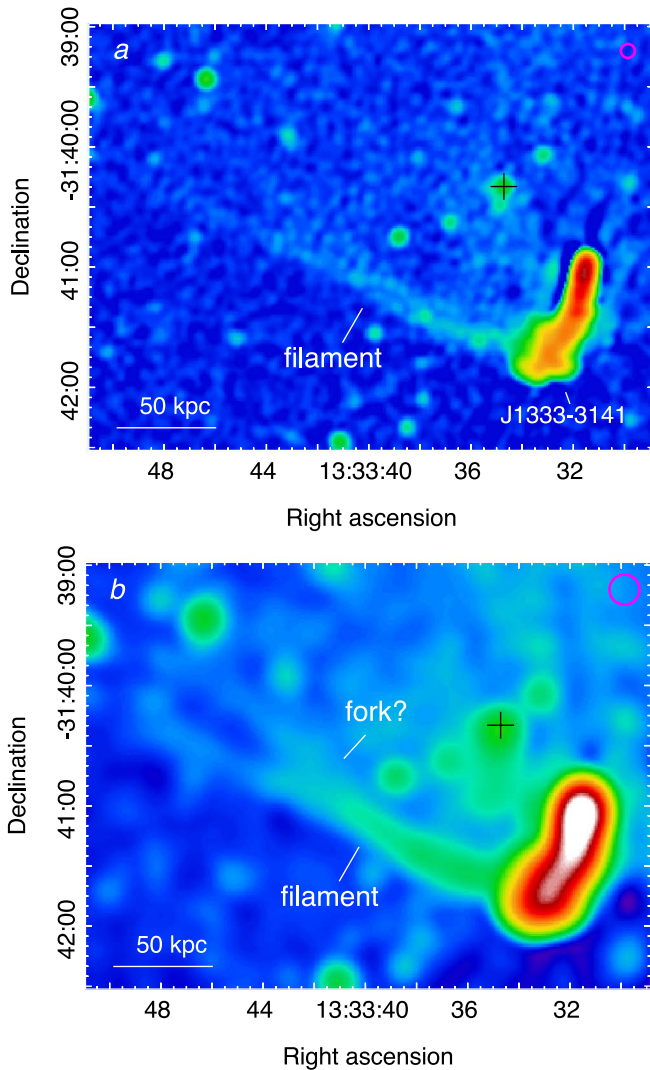 a
39:00
-31:40:00
41:00
42:00
Declination
filament
50 kpc
J1333-3141
48 44 13:33:40 36 32
Right ascension
b
39:00
-31:40:00
41:00
42:00
Declination
fork?
filament
50 kpc
48 44 13:33:40 36 32
Right ascension